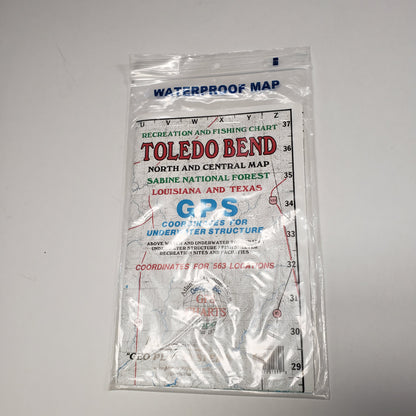 WATERPROOF MAP
U V W X Y Z
37
RECREATION AND FISHING CHART
TOLEDO BEND
36
NORTH AND CENTRAL MAP
SABINE NATIONAL FOREST
35
LOUISIANA AND TEXAS
GPS
34
COORDINATES FOR
UNDERWATER STRUCTURE
33
ABOVE WATER AND UNDERWATER
UNDERWATER STRUCTURE
RECREATION SITES AND FACILITIES
32
COORDINATES FOR 563 LOCATIONS
31
30
29